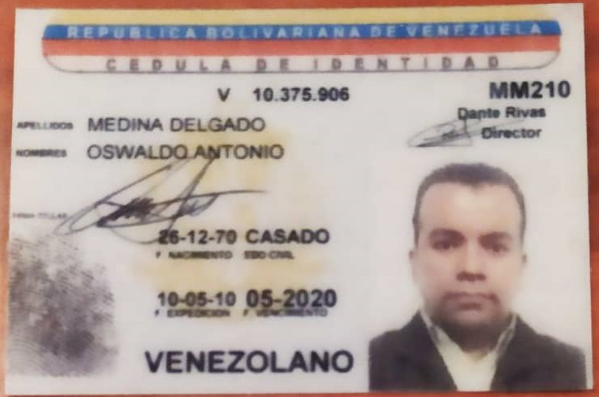 REPUBLICA BOLIVARIANA DE VENEZUELA
CEDULA DE IDENTIDAD
V 10.375.906 MM210
Dante Rivas
Director
APELLIDOS MEDINA DELGADO
NOMBRES OSWALDO ANTONIO
FIRMA TITULAR
26-12-70 CASADO
F NACIMIENTO EDO CIVIL
10-05-10 05-2020
F EXPEDICION F VENCIMIENTO
VENEZOLANO